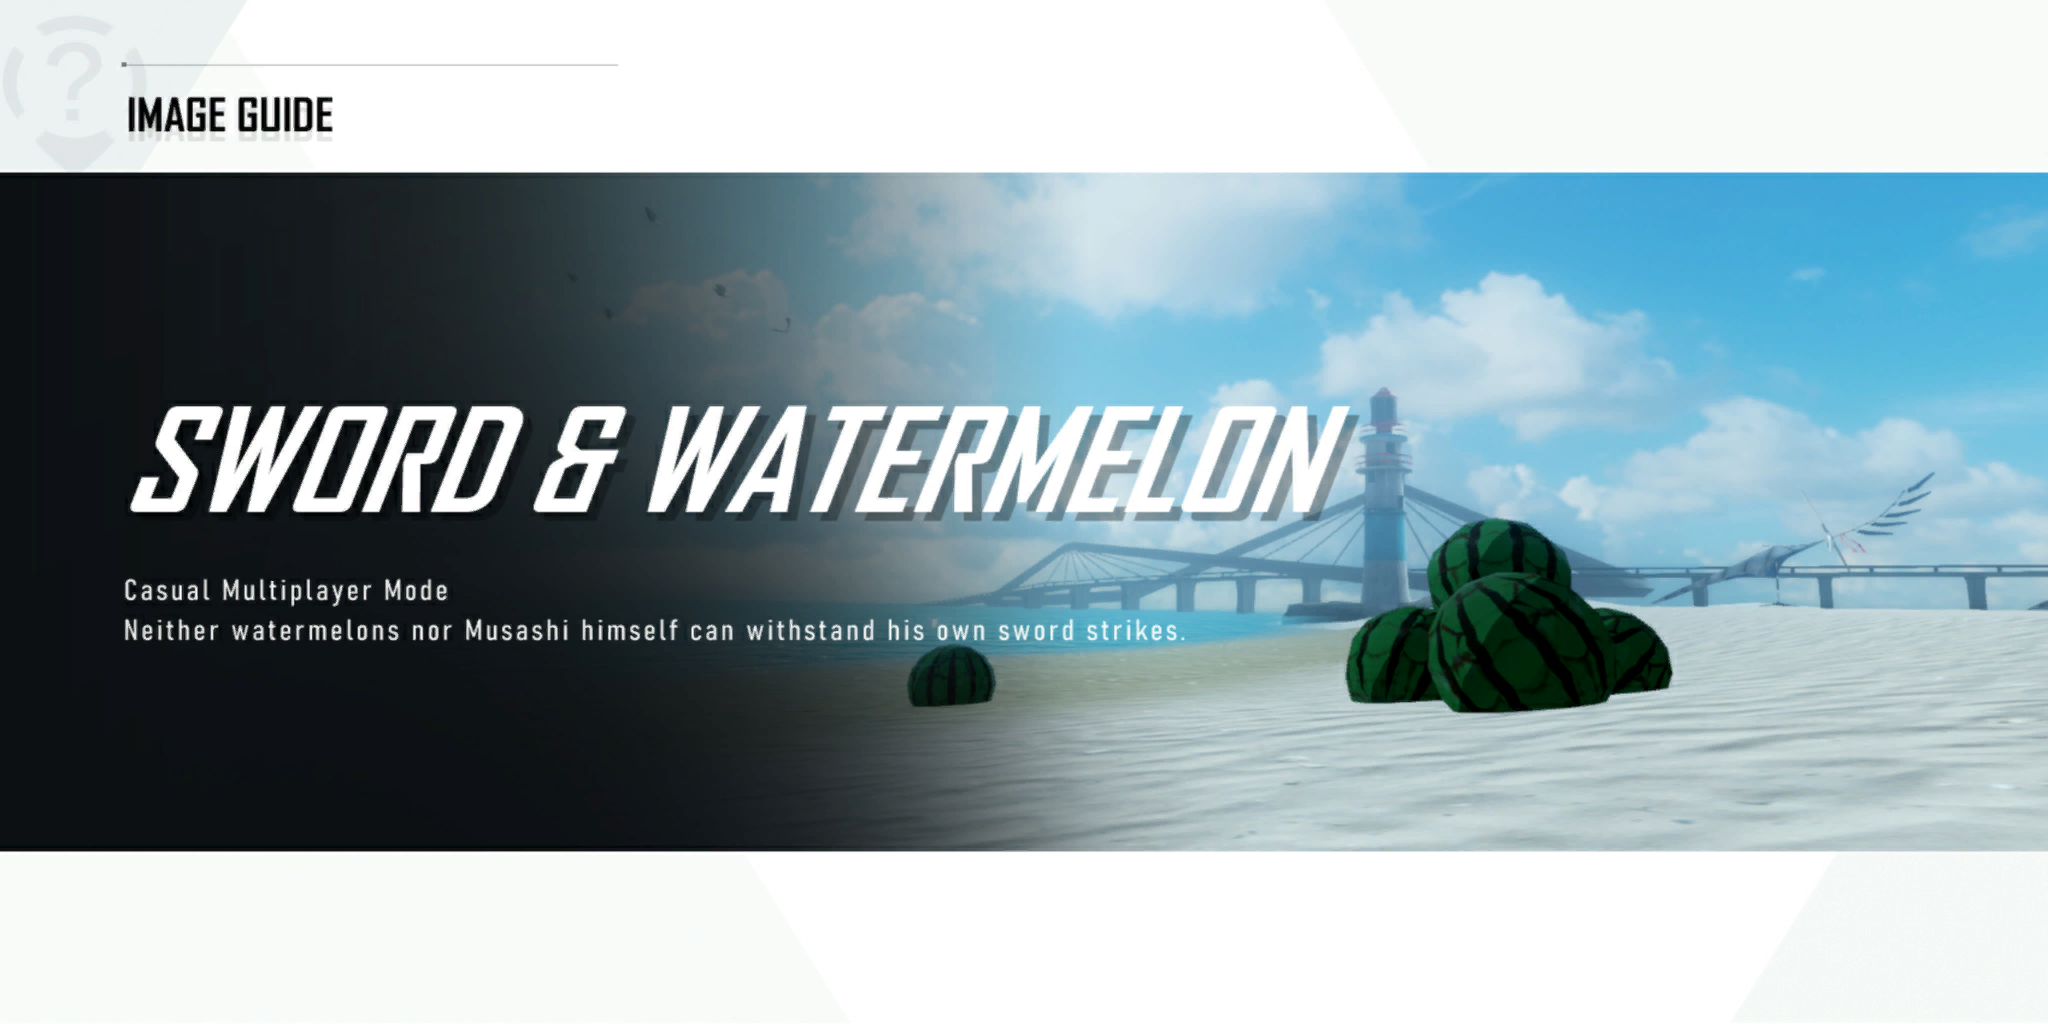 IMAGE GUIDE
SWORD & WATERMELON
Casual Multiplayer Mode
Neither watermelons nor Musashi himself can withstand his own sword strikes.